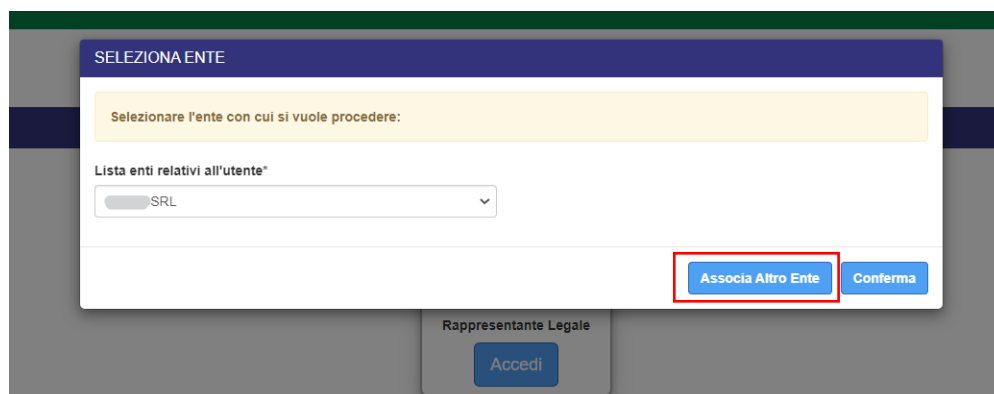 SELEZIONA ENTE
Selezionare l'ente con cui si vuole procedere:
Lista enti relativi all'utente*
SRL
Associa Altro Ente
Conferma
Rappresentante Legale
Accedi